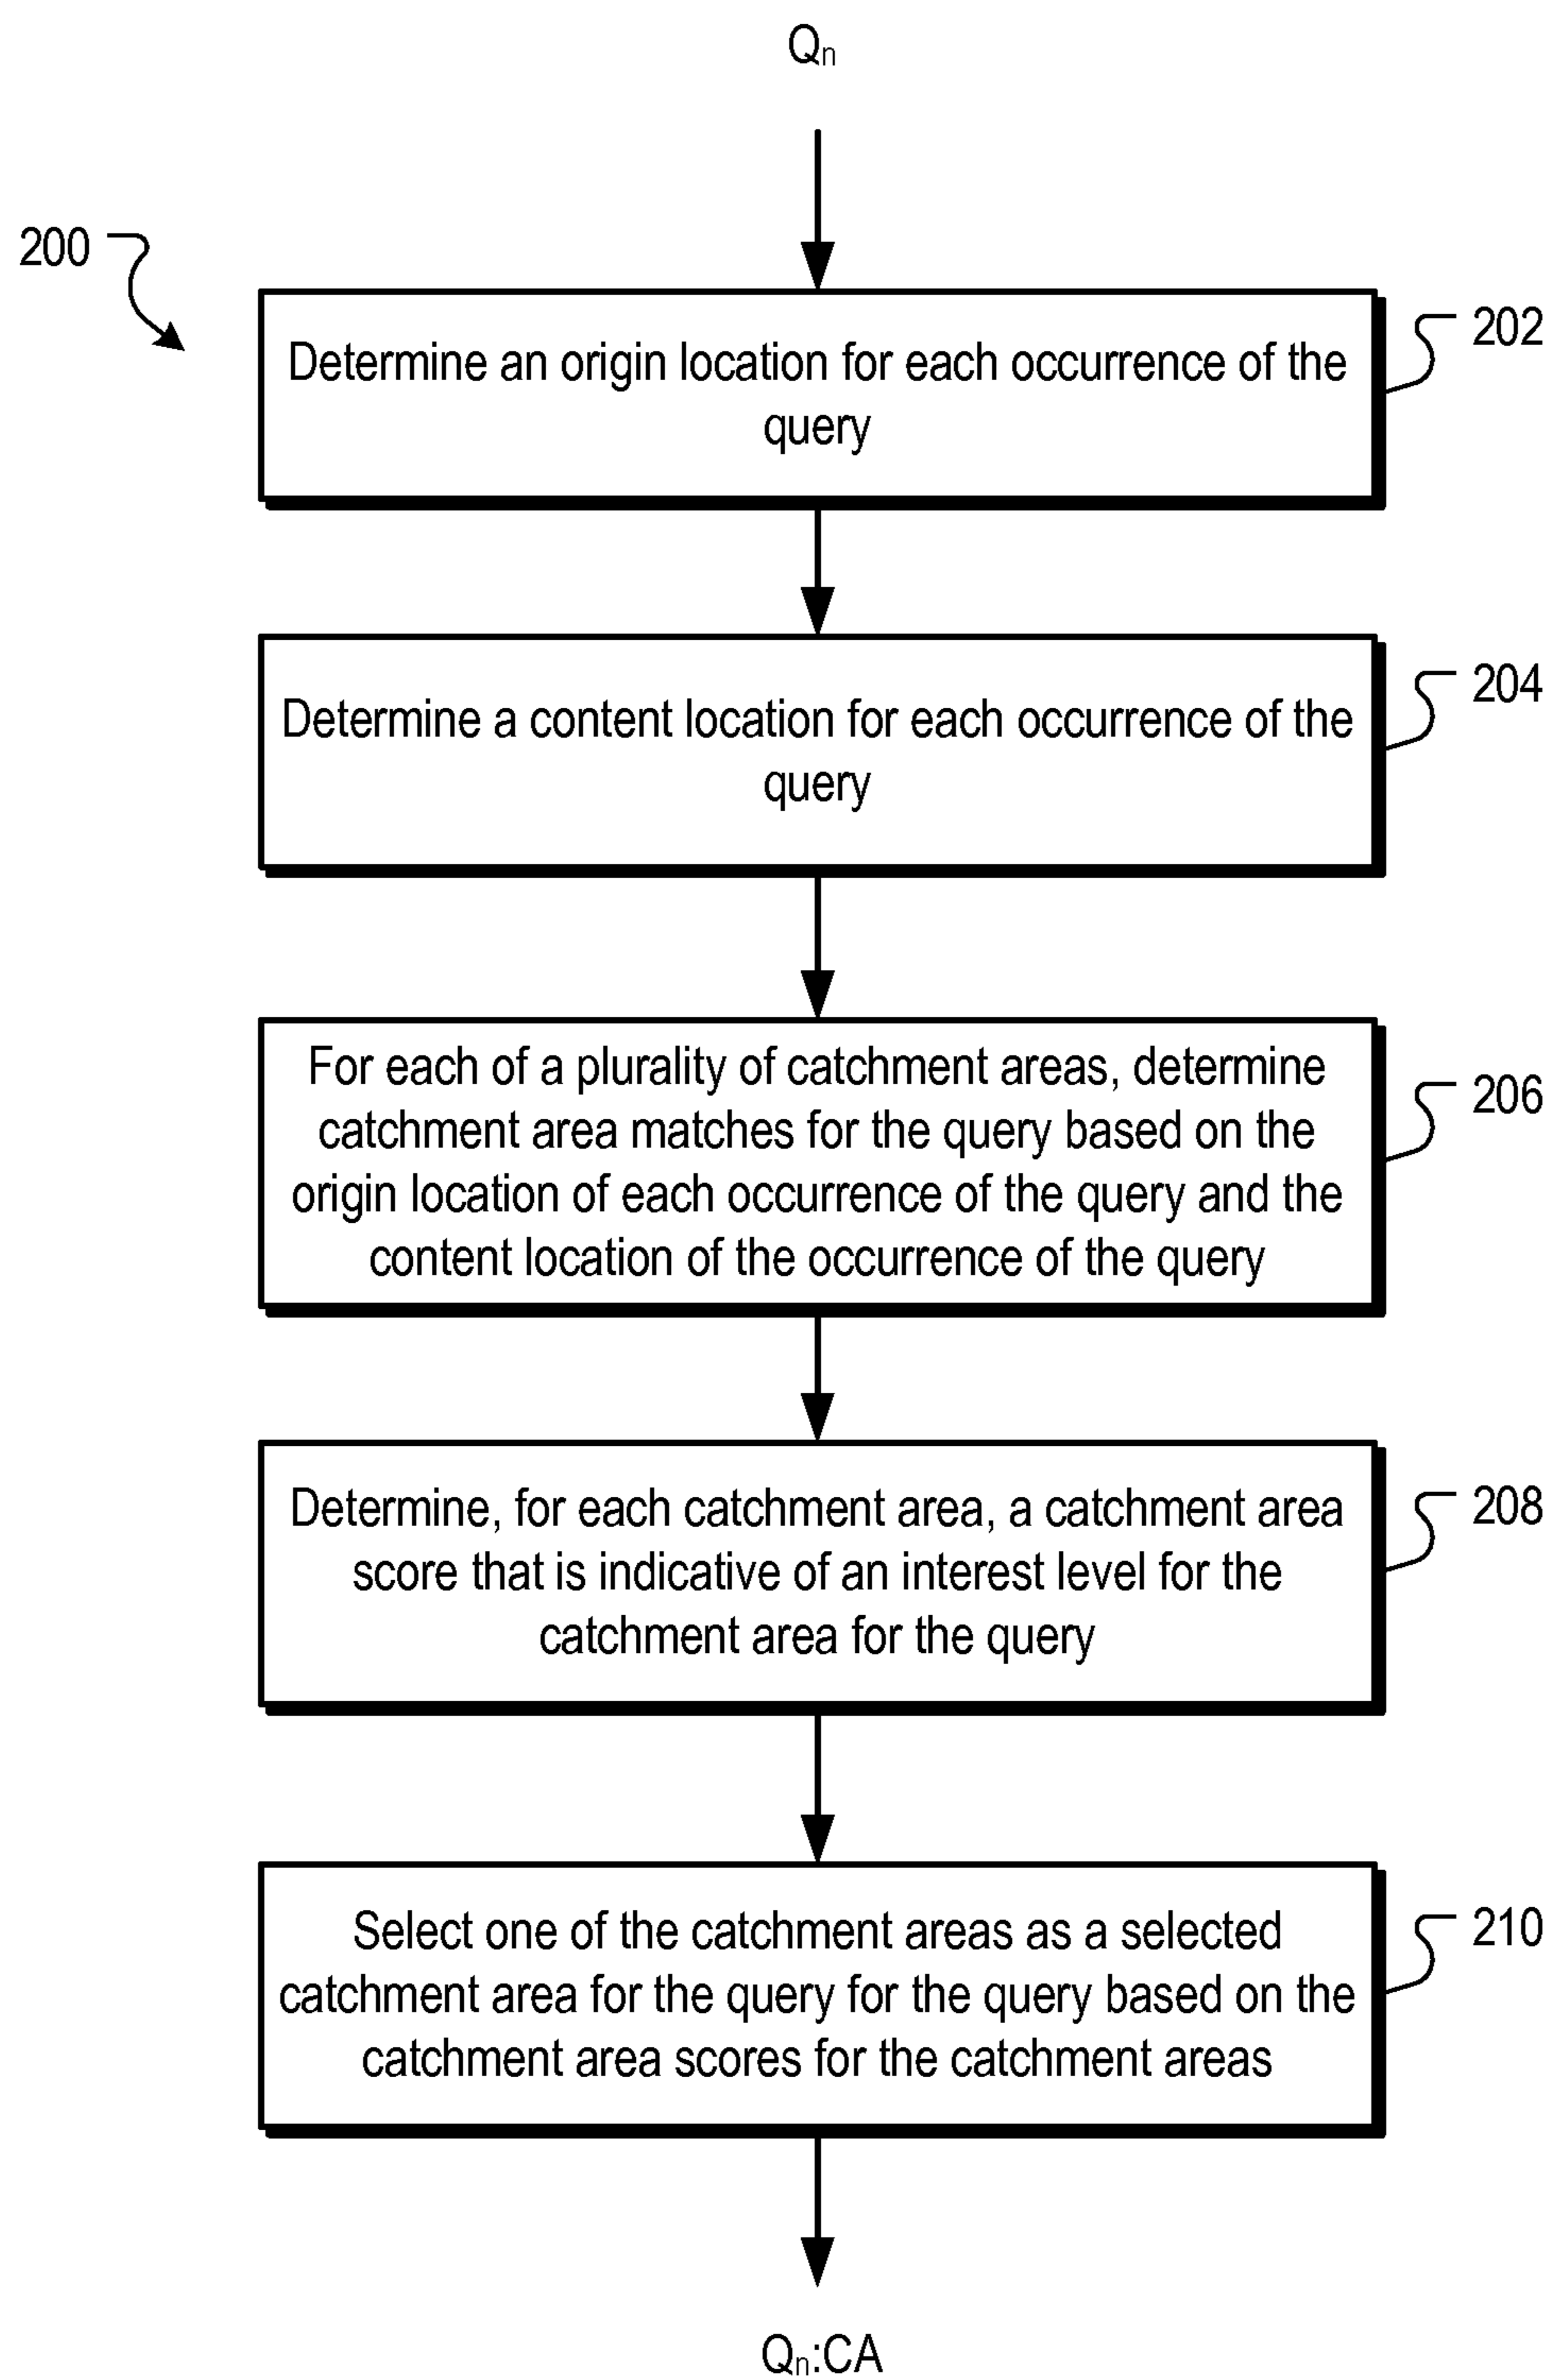 Qn
200
Determine an origin location for each occurrence of the
query
202
Determine a content location for each occurrence of the
query
204
For each of a plurality of catchment areas, determine
catchment area matches for the query based on the
origin location of each occurrence of the query and the
content location of the occurrence of the query
206
Determine, for each catchment area, a catchment area
score that is indicative of an interest level for the
catchment area for the query
208
Select one of the catchment areas as a selected
catchment area for the query for the query based on the
catchment area scores for the catchment areas
210
Qn:CA